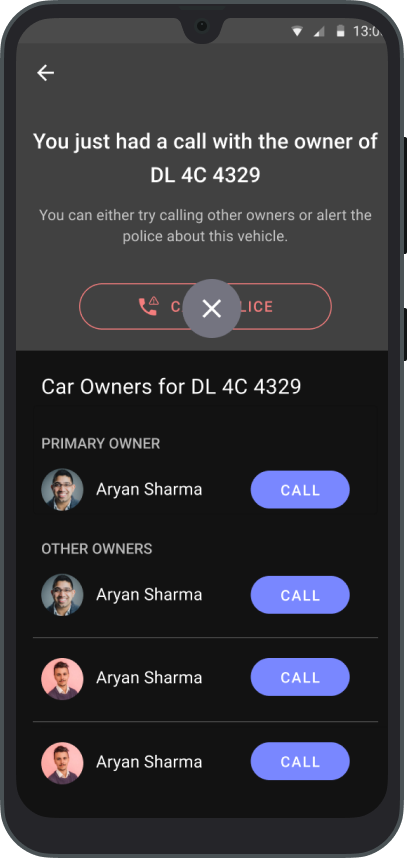 13:0
You just had a call with the owner of
DL 4C 4329
You can either try calling other owners or alert the
police about this vehicle.
Car Owners for DL 4C 4329
PRIMARY OWNER
Aryan Sharma CALL
OTHER OWNERS
Aryan Sharma CALL
Aryan Sharma CALL
Aryan Sharma CALL